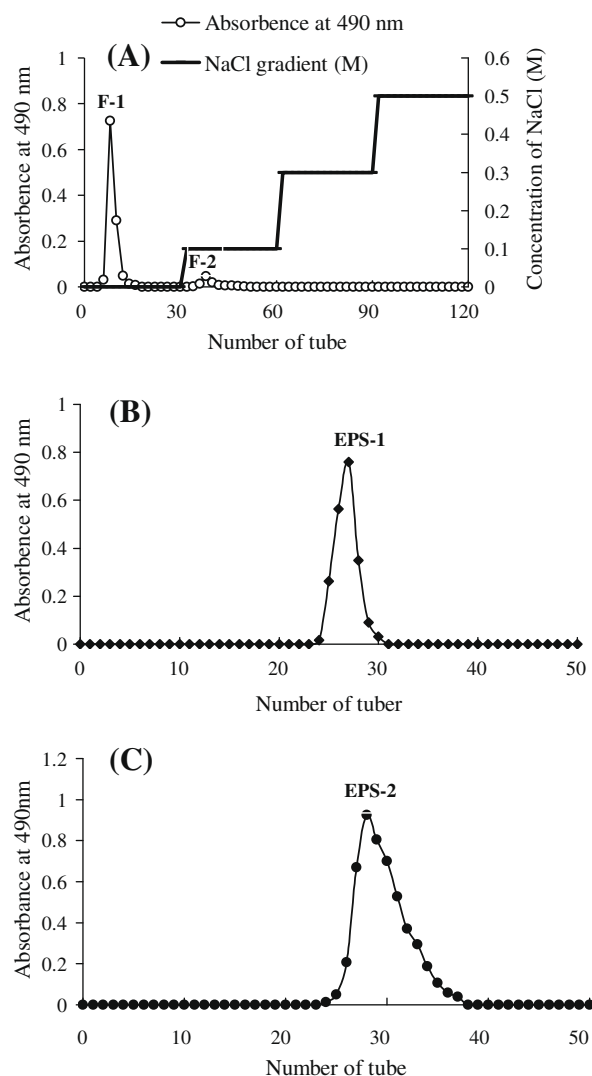 Absorbence at 490 nm
NaCl gradient (M)
(A)
F-1
F-2
1
0.8
0.6
0.4
0.2
0
Absorbence at 490 nm
0.6
0.5
0.4
0.3
0.2
0.1
0
Concentration of NaCl (M)
0 30 60 90 120
Number of tube
(B)
EPS-1
1
0.8
0.6
0.4
0.2
0
Absorbence at 490 nm
0 10 20 30 40 50
Number of tuber
(C)
EPS-2
1.2
1
0.8
0.6
0.4
0.2
0
Absorbance at 490nm
0 10 20 30 40 50
Number of tube